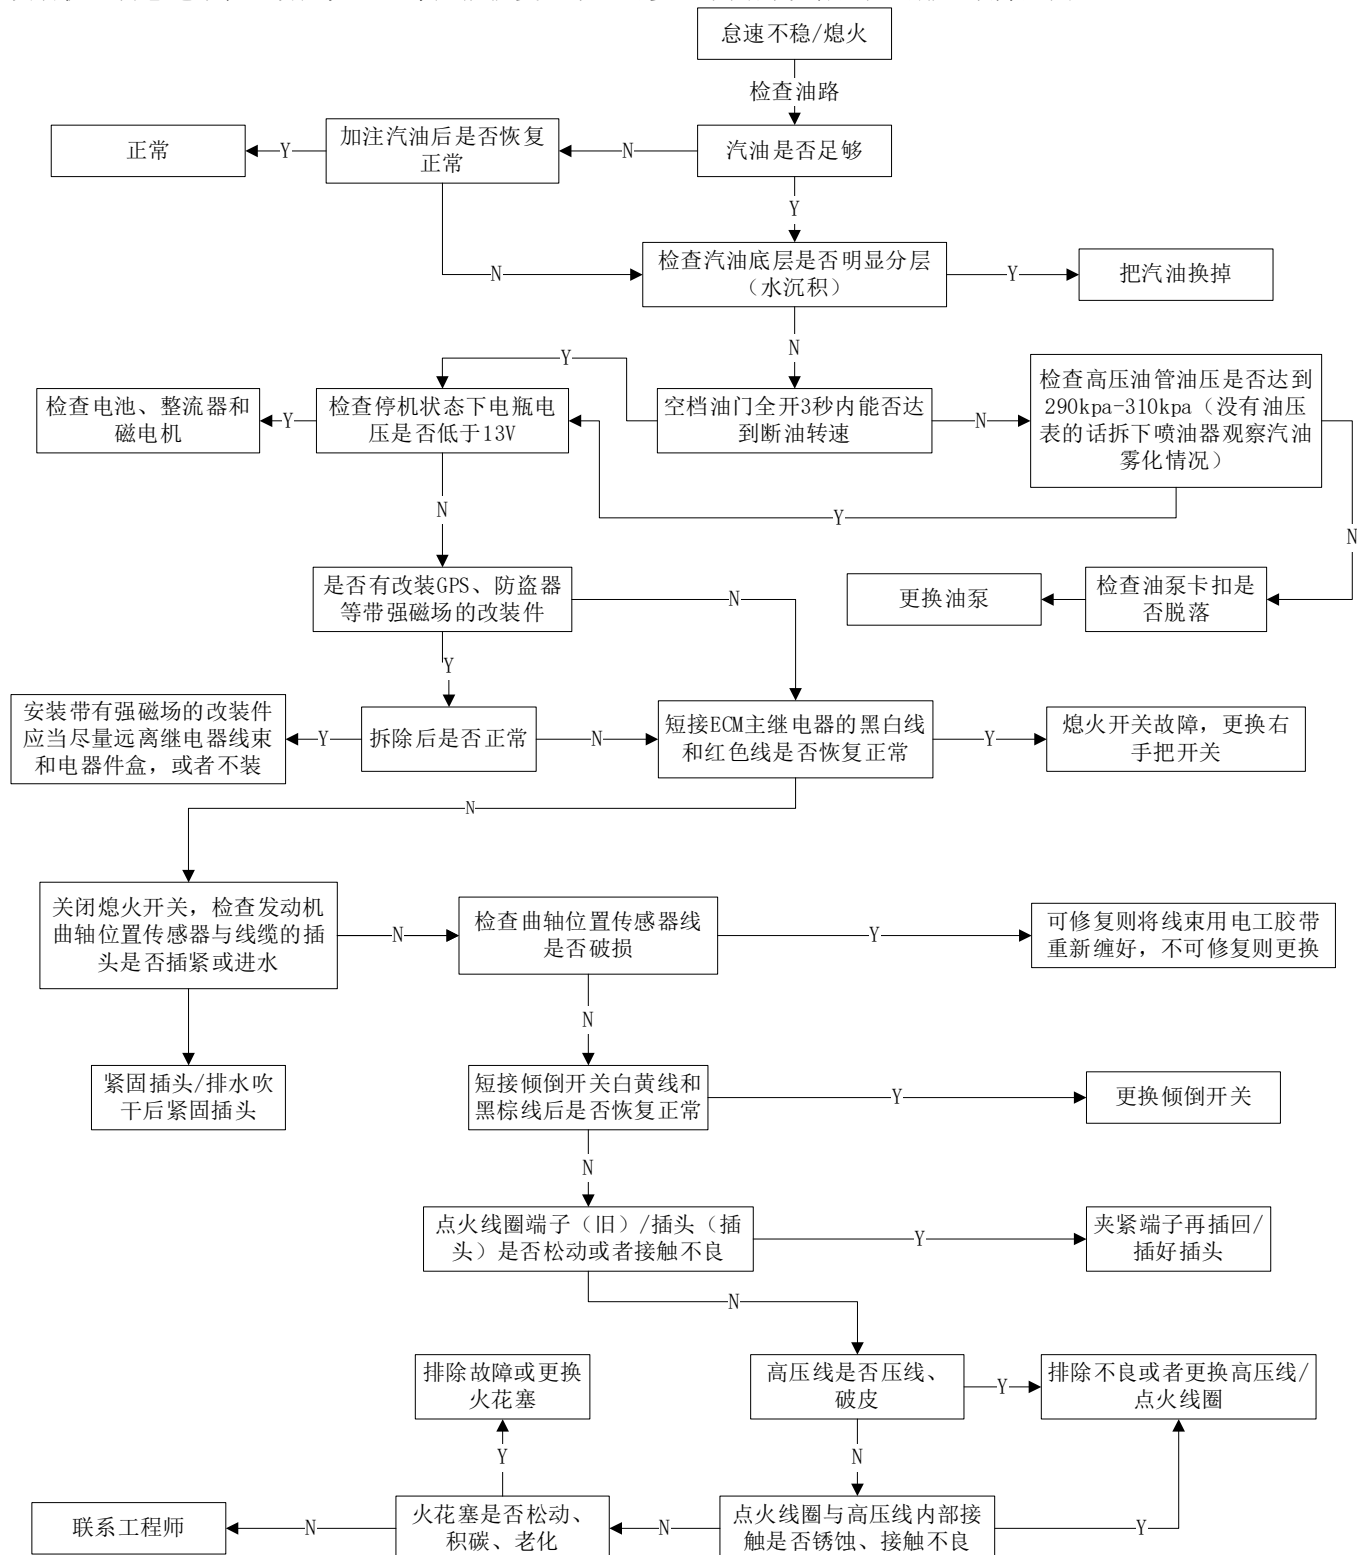 怠速不稳/熄火
检查油路
正常
Y
加注汽油后是否恢复
正常
N
汽油是否足够
Y
N
检查汽油底层是否明显分层
（水沉积）
Y
把汽油换掉
N
Y
检查电池、整流器和
磁电机
Y
检查停机状态下电瓶电
压是否低于13V
空档油门全开3秒内能否达
到断油转速
N
检查高压油管油压是否达到
290kpa-310kpa（没有油压
表的话拆下喷油器观察汽油
雾化情况）
N
Y
N
是否有改装GPS、防盗器
等带强磁场的改装件
N
更换油泵
检查油泵卡扣是
否脱落
Y
安装带有强磁场的改装件
应当尽量远离继电器线束
和电器件盒，或者不装
Y
拆除后是否正常
N
短接ECM主继电器的黑白线
和红色线是否恢复正常
Y
熄火开关故障，更换右
手把开关
N
关闭熄火开关，检查发动机
曲轴位置传感器与线缆的插
头是否插紧或进水
N
检查曲轴位置传感器线
是否破损
Y
可修复则将线束用电工胶带
重新缠好，不可修复则更换
N
紧固插头/排水吹
干后紧固插头
短接倾倒开关白黄线和
黑棕线后是否恢复正常
Y
更换倾倒开关
N
点火线圈端子（旧）/插头（插
头）是否松动或者接触不良
Y
夹紧端子再插回/
插好插头
N
排除故障或更换
火花塞
高压线是否压线、
破皮
Y
排除不良或者更换高压线/
点火线圈
Y
N
联系工程师
N
火花塞是否松动、
积碳、老化
N
点火线圈与高压线内部接
触是否锈蚀、接触不良
Y